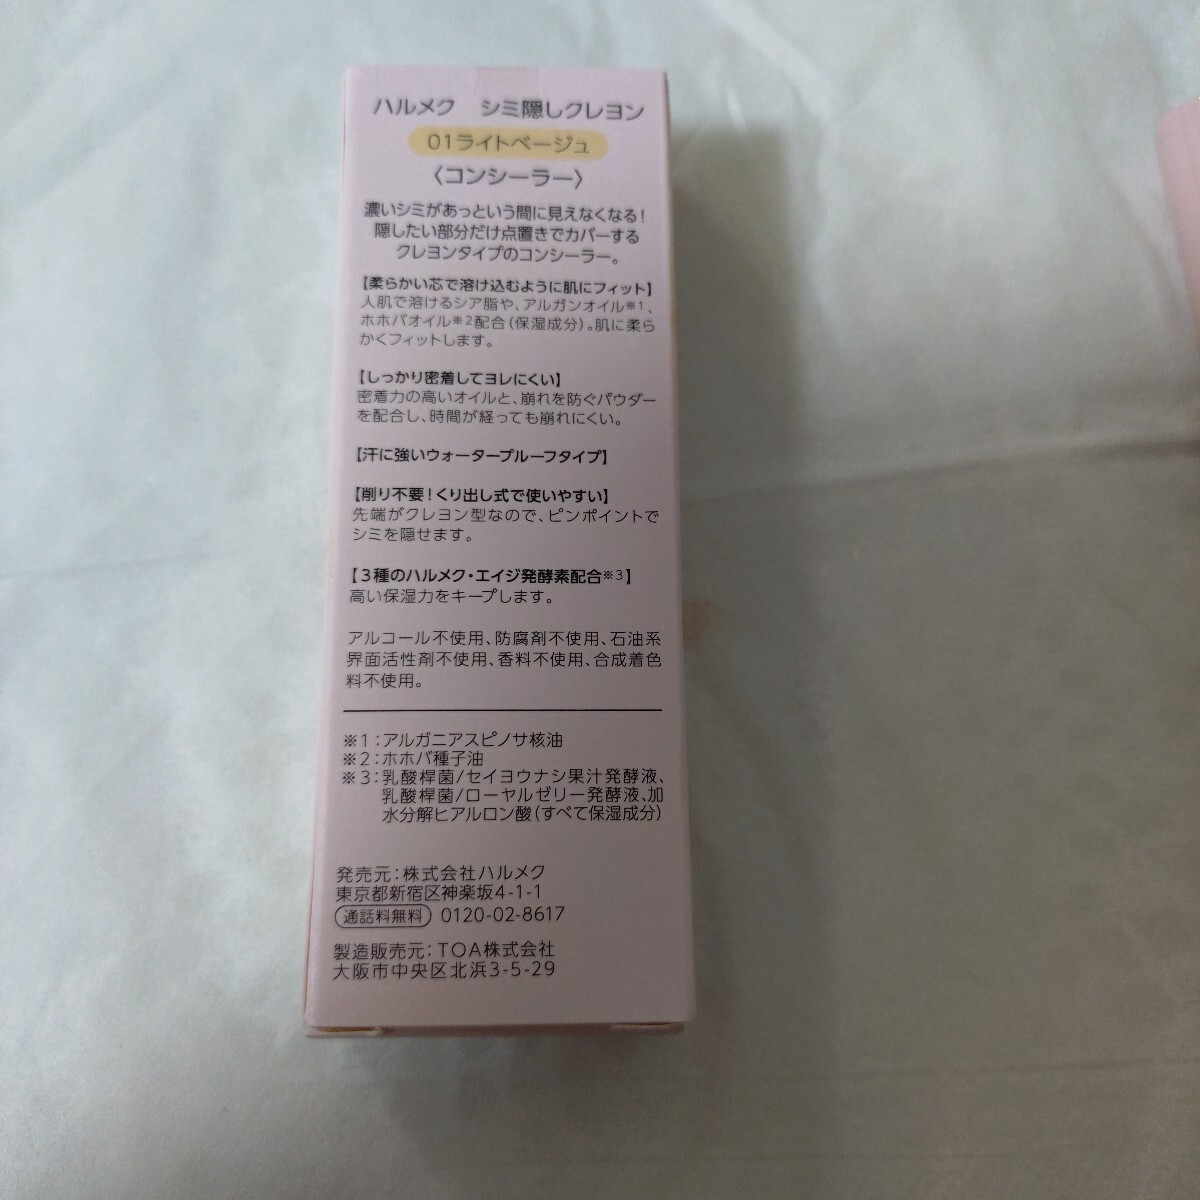 ハルメク シミ隠しクレヨン
01ライトベージュ
〈コンシーラー〉
濃いシミがあっという間に見えなくなる!
隠したい部分だけ点置きでカバーする
クレヨンタイプのコンシーラー。
【柔らかい芯で溶け込むように肌にフィット】
人肌で溶けるシア脂や、アルガンオイル※1、
ホホバオイル※2配合(保湿成分)。肌に柔ら
かくフィットします。
【しっかり密着してヨレにくい】
密着力の高いオイルと、崩れを防ぐパウダー
を配合し、時間が経っても崩れにくい。
【汗に強いウォータープルーフタイプ】
【削り不要!くり出し式で使いやすい】
先端がクレヨン型なので、ピンポイントで
シミを隠せます。
【3種のハルメク・エイジ発酵素配合※3】
高い保湿力をキープします。
アルコール不使用、防腐剤不使用、石油系
界面活性剤不使用、香料不使用、合成着色
料不使用。
※1:アルガニアスピノサ核油
※2:ホホバ種子油
※3:乳酸桿菌/セイヨウナシ果汁発酵液、
乳酸桿菌/ローヤルゼリー発酵液、加
水分解ヒアルロン酸(すべて保湿成分)
発売元:株式会社ハルメク
東京都新宿区神楽坂4-1-1
通話料無料 0120-02-8617
製造販売元:TOA株式会社
大阪市中央区北浜3-5-29